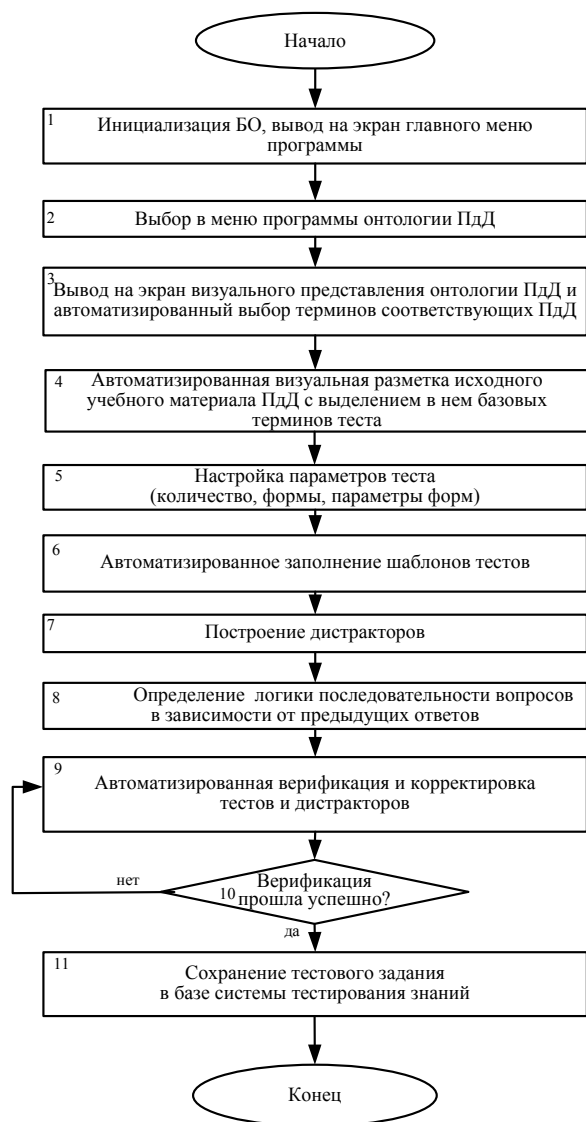 Начало
1
Инициализация БО, вывод на экран главного меню
программы
2
Выбор в меню программы онтологии ПдД
3
Вывод на экран визуального представления онтологии ПдД и
автоматизированный выбор терминов соответствующих ПдД
4
Автоматизированная визуальная разметка исходного
учебного материала ПдД с выделением в нем базовых
терминов теста
5
Настройка параметров теста
(количество, формы, параметры форм)
6
Автоматизированное заполнение шаблонов тестов
7
Построение дистракторов
8
Определение логики последовательности вопросов
в зависимости от предыдущих ответов
9
Автоматизированная верификация и корректировка
тестов и дистракторов
нет
Верификация
10 прошла успешно?
да
11
Сохранение тестового задания
в базе системы тестирования знаний
Конец